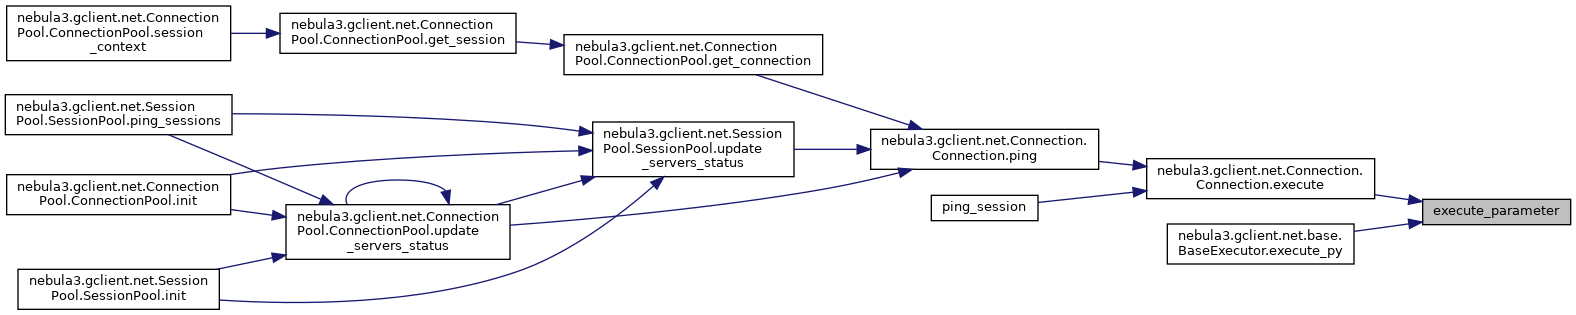 nebula3.gclient.net.Connection
Pool.ConnectionPool.session
_context
nebula3.gclient.net.Connection
Pool.ConnectionPool.get_session
nebula3.gclient.net.Connection
Pool.ConnectionPool.get_connection
nebula3.gclient.net.Session
Pool.SessionPool.ping_sessions
nebula3.gclient.net.Session
Pool.SessionPool.update
_servers_status
nebula3.gclient.net.Connection.
Connection.ping
nebula3.gclient.net.Connection.
Connection.execute
nebula3.gclient.net.Connection
Pool.ConnectionPool.init
ping_session
execute_parameter
nebula3.gclient.net.Connection
Pool.ConnectionPool.update
_servers_status
nebula3.gclient.net.base.
BaseExecutor.execute_py
nebula3.gclient.net.Session
Pool.SessionPool.init